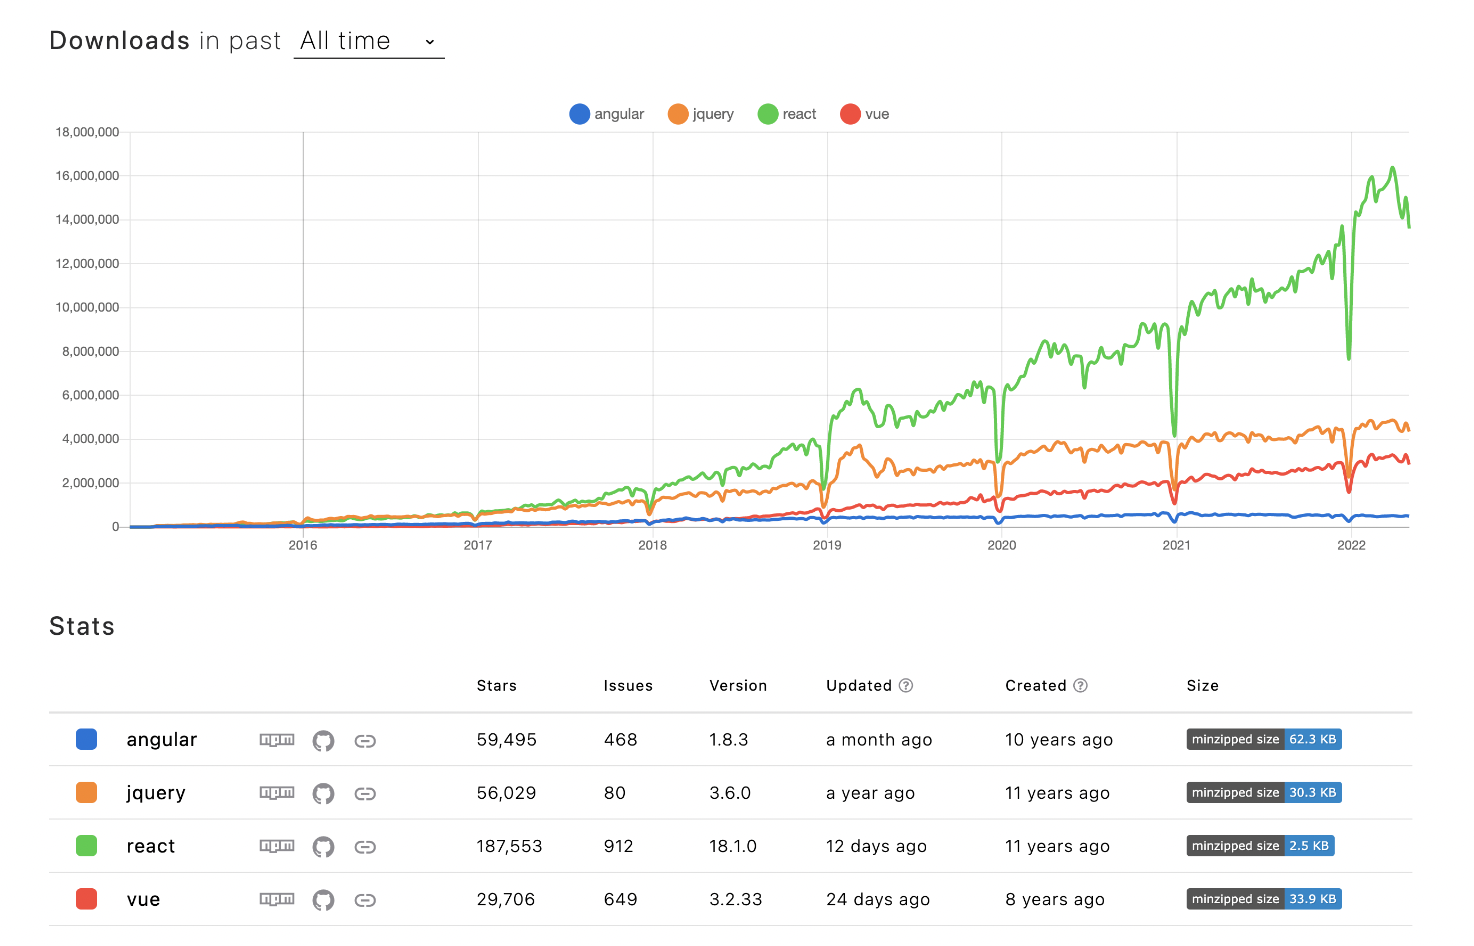 Downloads in past All time
angular jquery react vue
18,000,000
16,000,000
14,000,000
12,000,000
10,000,000
8,000,000
6,000,000
4,000,000
2,000,000
0
2016 2017 2018 2019 2020 2021 2022
Stats
Stars Issues Version Updated ? Created ? Size
angular npm 59,495 468 1.8.3 a month ago 10 years ago minzipped size 62.3 KB
jquery npm 56,029 80 3.6.0 a year ago 11 years ago minzipped size 30.3 KB
react npm 187,553 912 18.1.0 12 days ago 11 years ago minzipped size 2.5 KB
vue npm 29,706 649 3.2.33 24 days ago 8 years ago minzipped size 33.9 KB